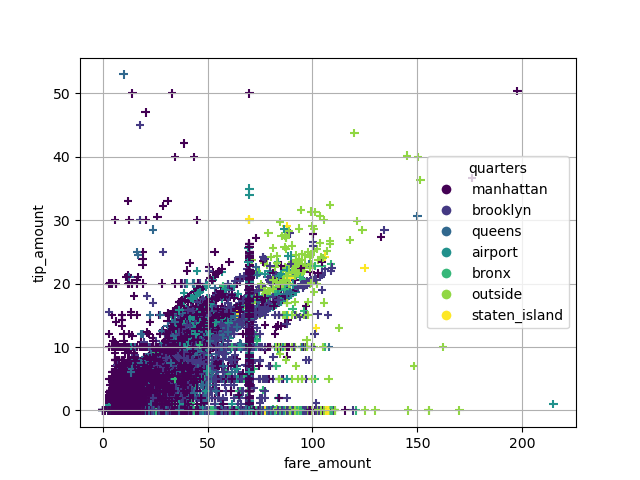 50
40
30
20
10
0
tip_amount
quarters
manhattan
brooklyn
queens
airport
bronx
outside
staten_island
0
50
100
150
200
fare_amount